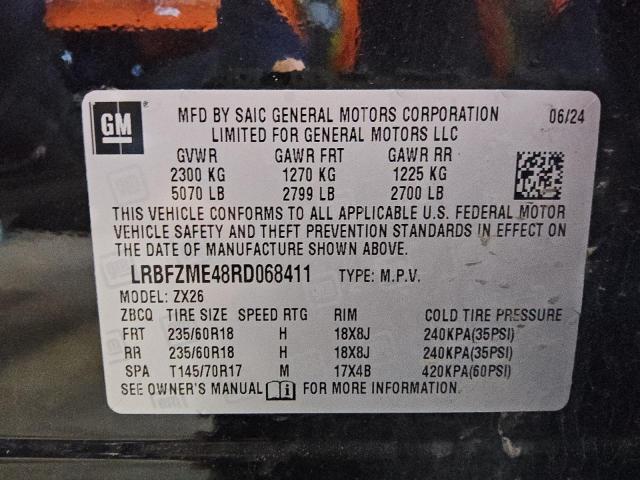 GM ®
MFD BY SAIC GENERAL MOTORS CORPORATION 06/24
LIMITED FOR GENERAL MOTORS LLC
GVWR GAWR FRT GAWR RR
2300 KG 1270 KG 1225 KG
5070 LB 2799 LB 2700 LB
THIS VEHICLE CONFORMS TO ALL APPLICABLE U.S. FEDERAL MOTOR
VEHICLE SAFETY AND THEFT PREVENTION STANDARDS IN EFFECT ON
THE DATE OF MANUFACTURE SHOWN ABOVE.
LRBFZME48RD068411 TYPE: M.P.V.
MODEL: ZX26
ZBCQ TIRE SIZE SPEED RTG RIM COLD TIRE PRESSURE
FRT 235/60R18 H 18X8J 240KPA(35PSI)
RR 235/60R18 H 18X8J 240KPA(35PSI)
SPA T145/70R17 M 17X4B 420KPA(60PSI)
SEE OWNER'S MANUAL i FOR MORE INFORMATION.